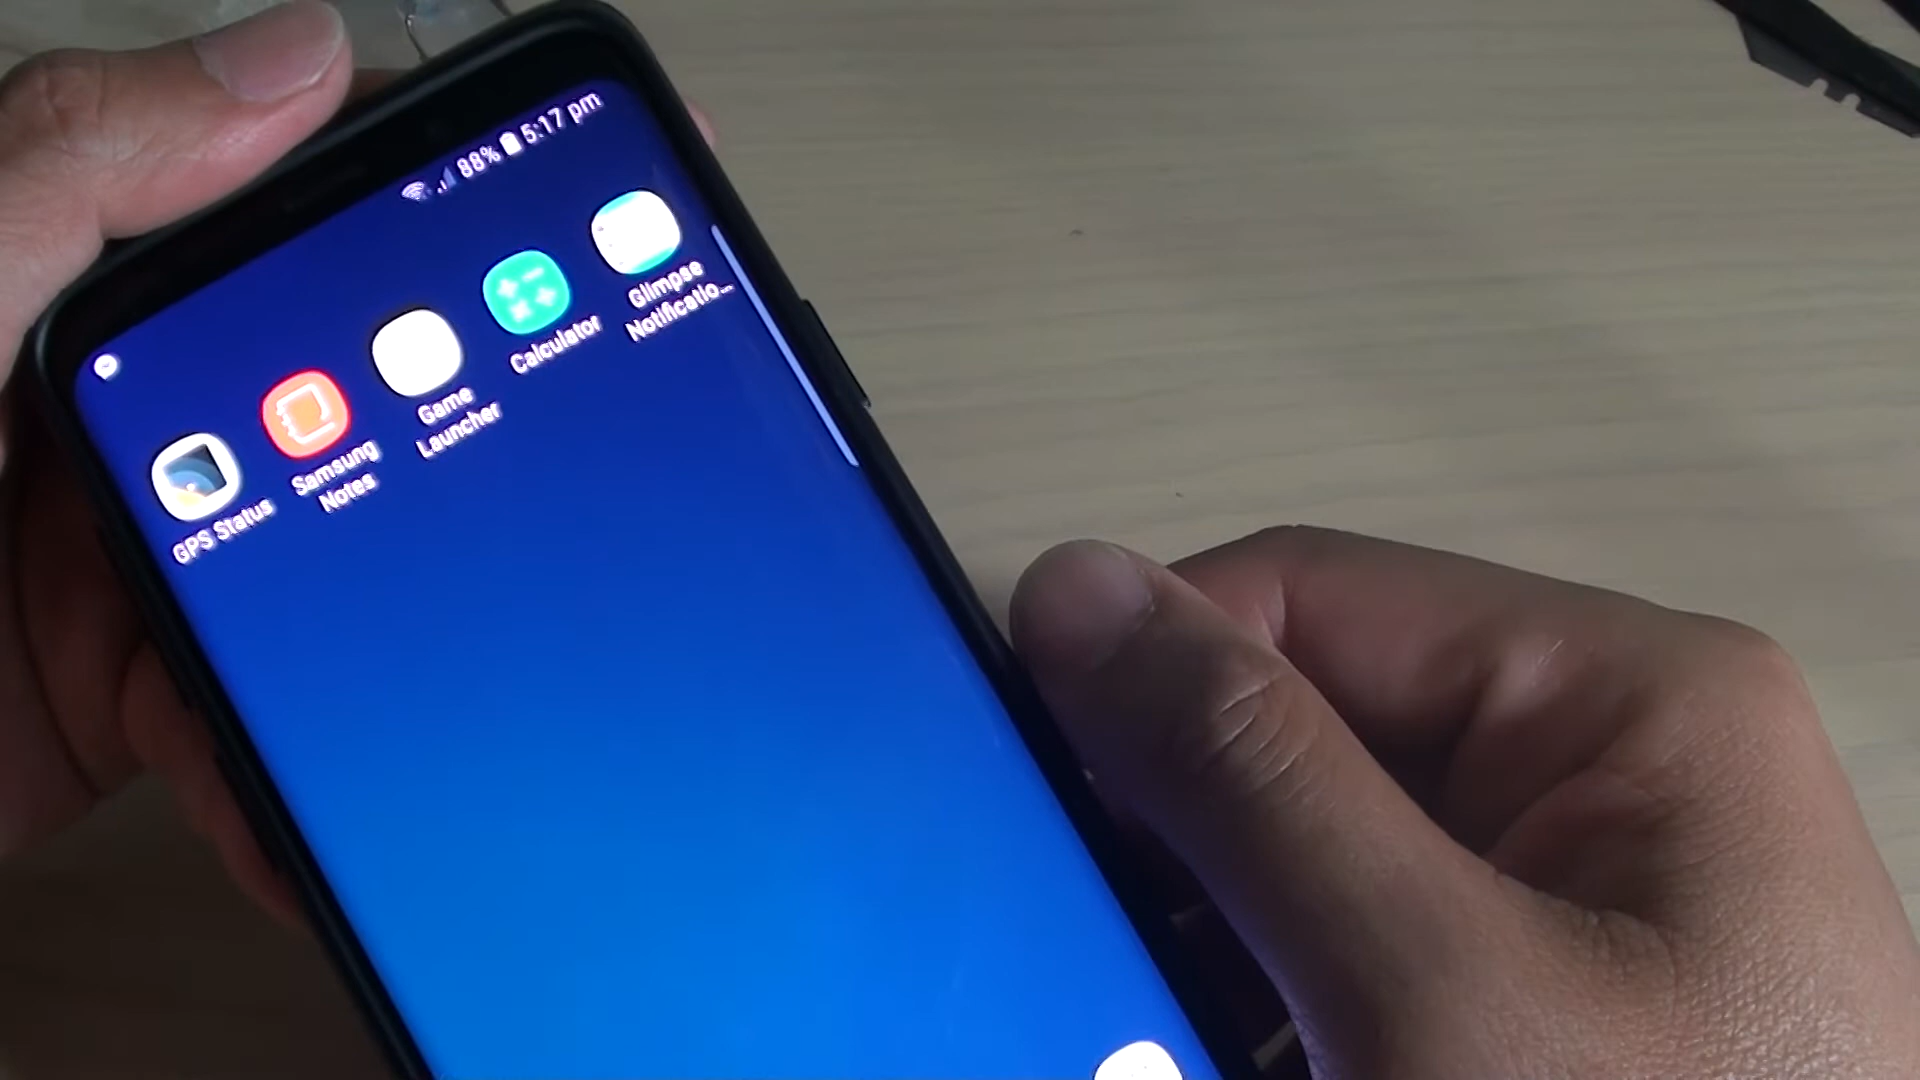 88% 5:17 pm
GPS Status
Samsung
Notes
Game
Launcher
Calculator
Glimpse
Notificatio...